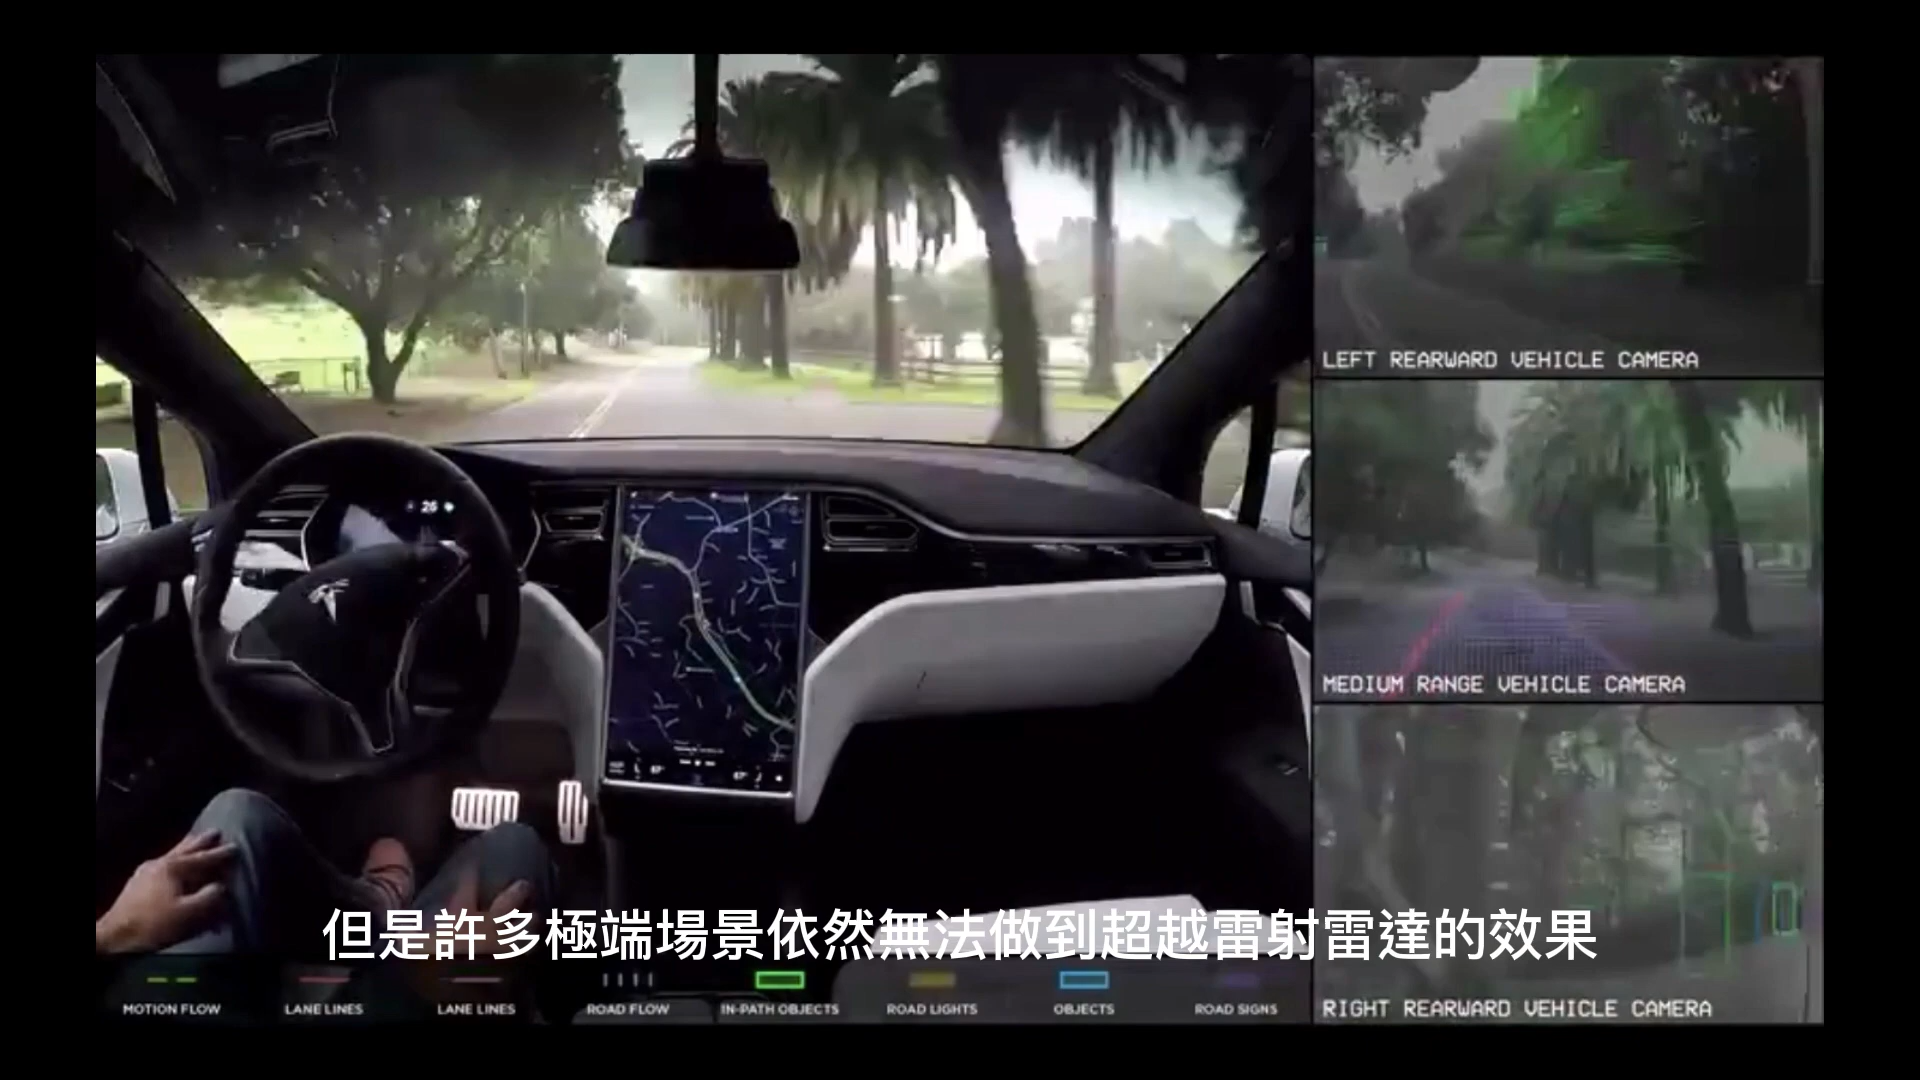 LEFT REARWARD VEHICLE CAMERA
26
MEDIUM RANGE VEHICLE CAMERA
但是許多極端場景依然無法做到超越雷射雷達的效果
MOTION FLOW
LANE LINES
LANE LINES
ROAD FLOW
IN-PATH OBJECTS
ROAD LIGHTS
OBJECTS
ROAD SIGNS
RIGHT REARWARD VEHICLE CAMERA